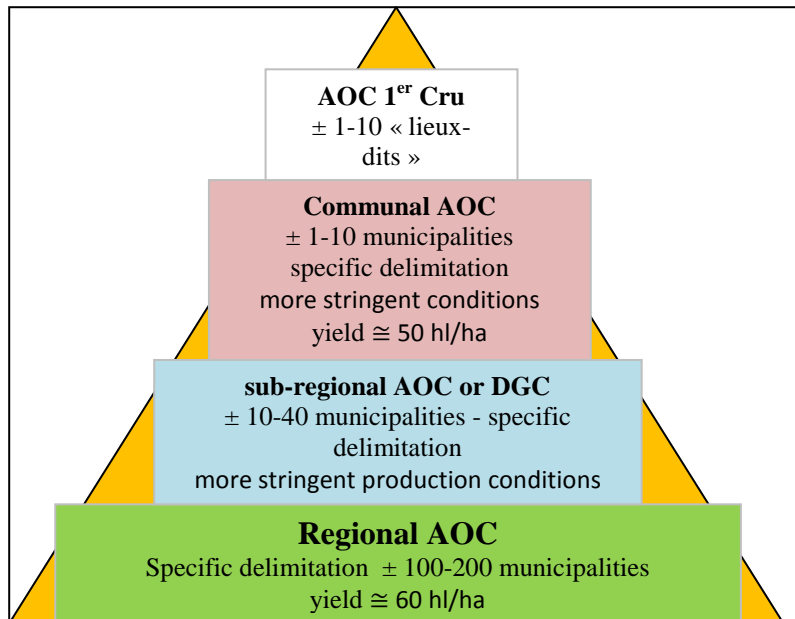 AOC 1er Cru
± 1-10 « lieux-
dits »
Communal AOC
± 1-10 municipalities
specific delimitation
more stringent conditions
yield ≅ 50 hl/ha
sub-regional AOC or DGC
± 10-40 municipalities - specific
delimitation
more stringent production conditions
Regional AOC
Specific delimitation ± 100-200 municipalities
yield ≅ 60 hl/ha